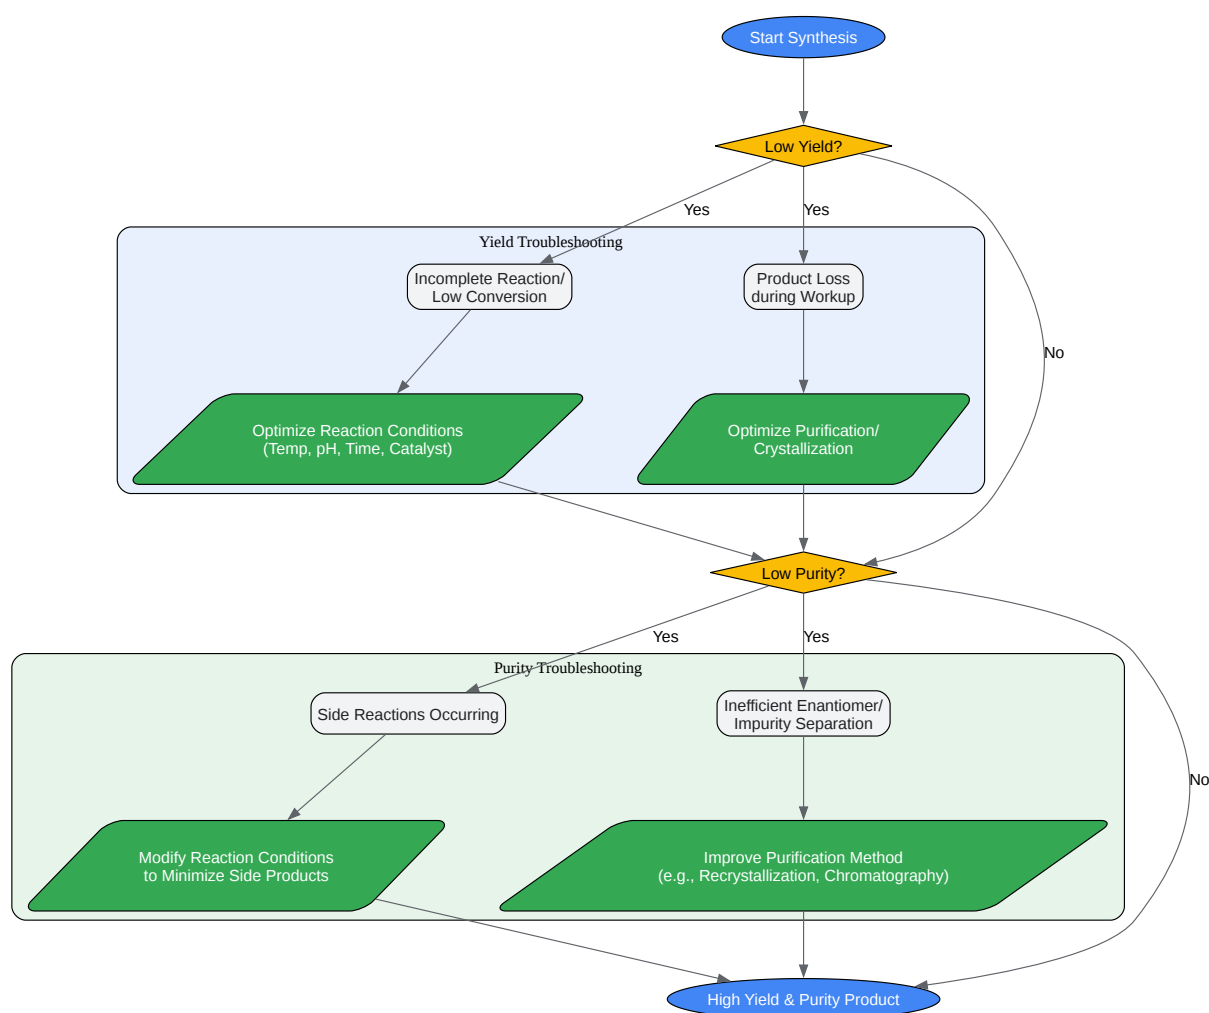 Start Synthesis
Low Yield?
Yes
Yes
Yield Troubleshooting
Incomplete Reaction/
Low Conversion
Product Loss
during Workup
No
Optimize Reaction Conditions
(Temp, pH, Time, Catalyst)
Optimize Purification/
Crystallization
Low Purity?
Yes
Yes
Purity Troubleshooting
Side Reactions Occurring
Inefficient Enantiomer/
Impurity Separation
No
Modify Reaction Conditions
to Minimize Side Products
Improve Purification Method
(e.g., Recrystallization, Chromatography)
High Yield & Purity Product